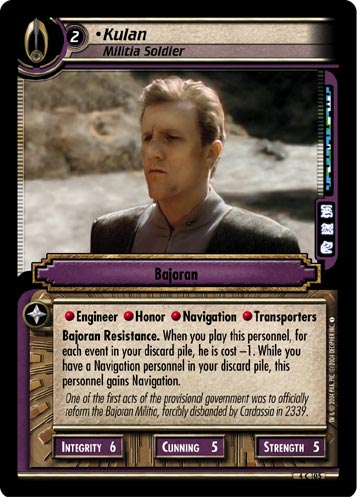 2
•Kulan
Militia Soldier
Bajoran
Engineer Honor Navigation Transporters
Bajoran Resistance. When you play this personnel, for
each event in your discard pile, he is cost –1. While you
have a Navigation personnel in your discard pile, this
personnel gains Navigation.
One of the first acts of the provisional government was to officially
reform the Bajoran Militia, forcibly disbanded by Cardassia in 2339.
INTEGRITY 6 CUNNING 5 STRENGTH 5
4 C 105